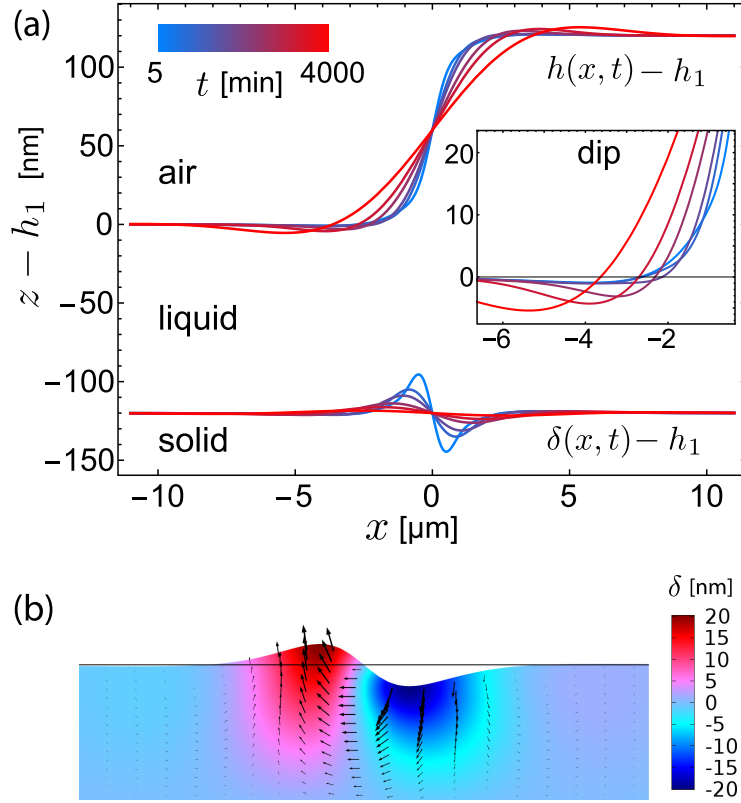 (a)
5 t [min] 4000
h(x, t) − h₁
air
liquid
solid
δ(x, t) − h₁
z − h₁ [nm]
100
50
0
−50
−100
−150
−10 −5 0 5 10
x [μm]
dip
20
10
0
−6 −4 −2
(b)
δ [nm]
20
15
10
5
0
-5
-10
-15
-20